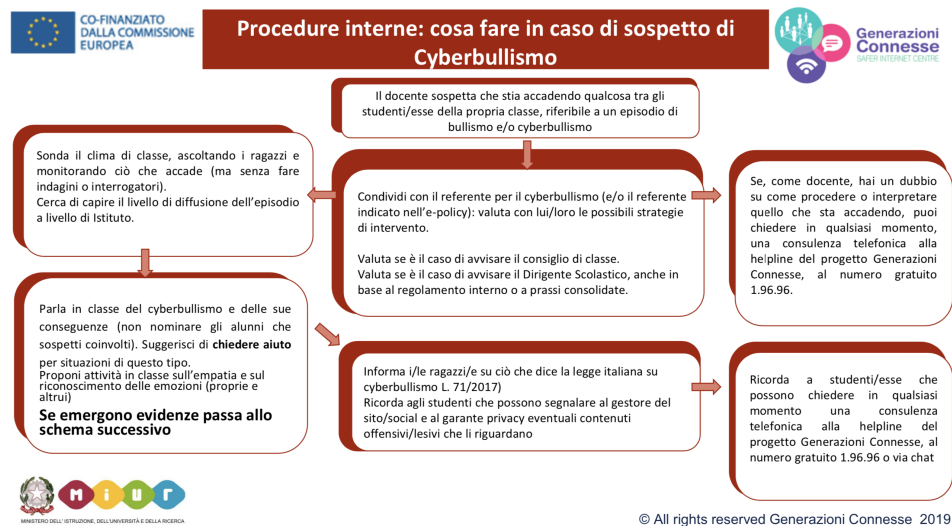 CO-FINANZIATO
DALLA COMMISSIONE
EUROPEA
Procedure interne: cosa fare in caso di sospetto di
Cyberbullismo
Generazioni
Connesse
SAFER INTERNET CENTRE
Il docente sospetta che stia accadendo qualcosa tra gli
studenti/esse della propria classe, riferibile a un episodio di
bullismo e/o cyberbullismo
Sonda il clima di classe, ascoltando i ragazzi e
monitorando ciò che accade (ma senza fare
indagini o interrogatori).
Cerca di capire il livello di diffusione dell'episodio
a livello di Istituto.
Condividi con il referente per il cyberbullismo (e/o il referente
indicato nell'e-policy): valuta con lui/loro le possibili strategie
di intervento.
Valuta se è il caso di avvisare il consiglio di classe.
Valuta se è il caso di avvisare il Dirigente Scolastico, anche in
base al regolamento interno o a prassi consolidate.
Se, come docente, hai un dubbio
su come procedere o interpretare
quello che sta accadendo, puoi
chiedere in qualsiasi momento,
una consulenza telefonica alla
helpline del progetto Generazioni
Connesse, al numero gratuito
1.96.96.
Parla in classe del cyberbullismo e delle sue
conseguenze (non nominare gli alunni che
sospetti coinvolti). Suggerisci di chiedere aiuto
per situazioni di questo tipo.
Proponi attività in classe sull'empatia e sul
riconoscimento delle emozioni (proprie e
altrui)
Se emergono evidenze passa allo
schema successivo
Informa i/le ragazzi/e su ciò che dice la legge italiana su
cyberbullismo L. 71/2017)
Ricorda agli studenti che possono segnalare al gestore del
sito/social e al garante privacy eventuali contenuti
offensivi/lesivi che li riguardano
Ricorda a studenti/esse che
possono chiedere in qualsiasi
momento una consulenza
telefonica alla helpline del
progetto Generazioni Connesse, al
numero gratuito 1.96.96 o via chat
miur
MINISTERO DELL' ISTRUZIONE, DELL'UNIVERSITÀ E DELLA RICERCA
© All rights reserved Generazioni Connesse 2019